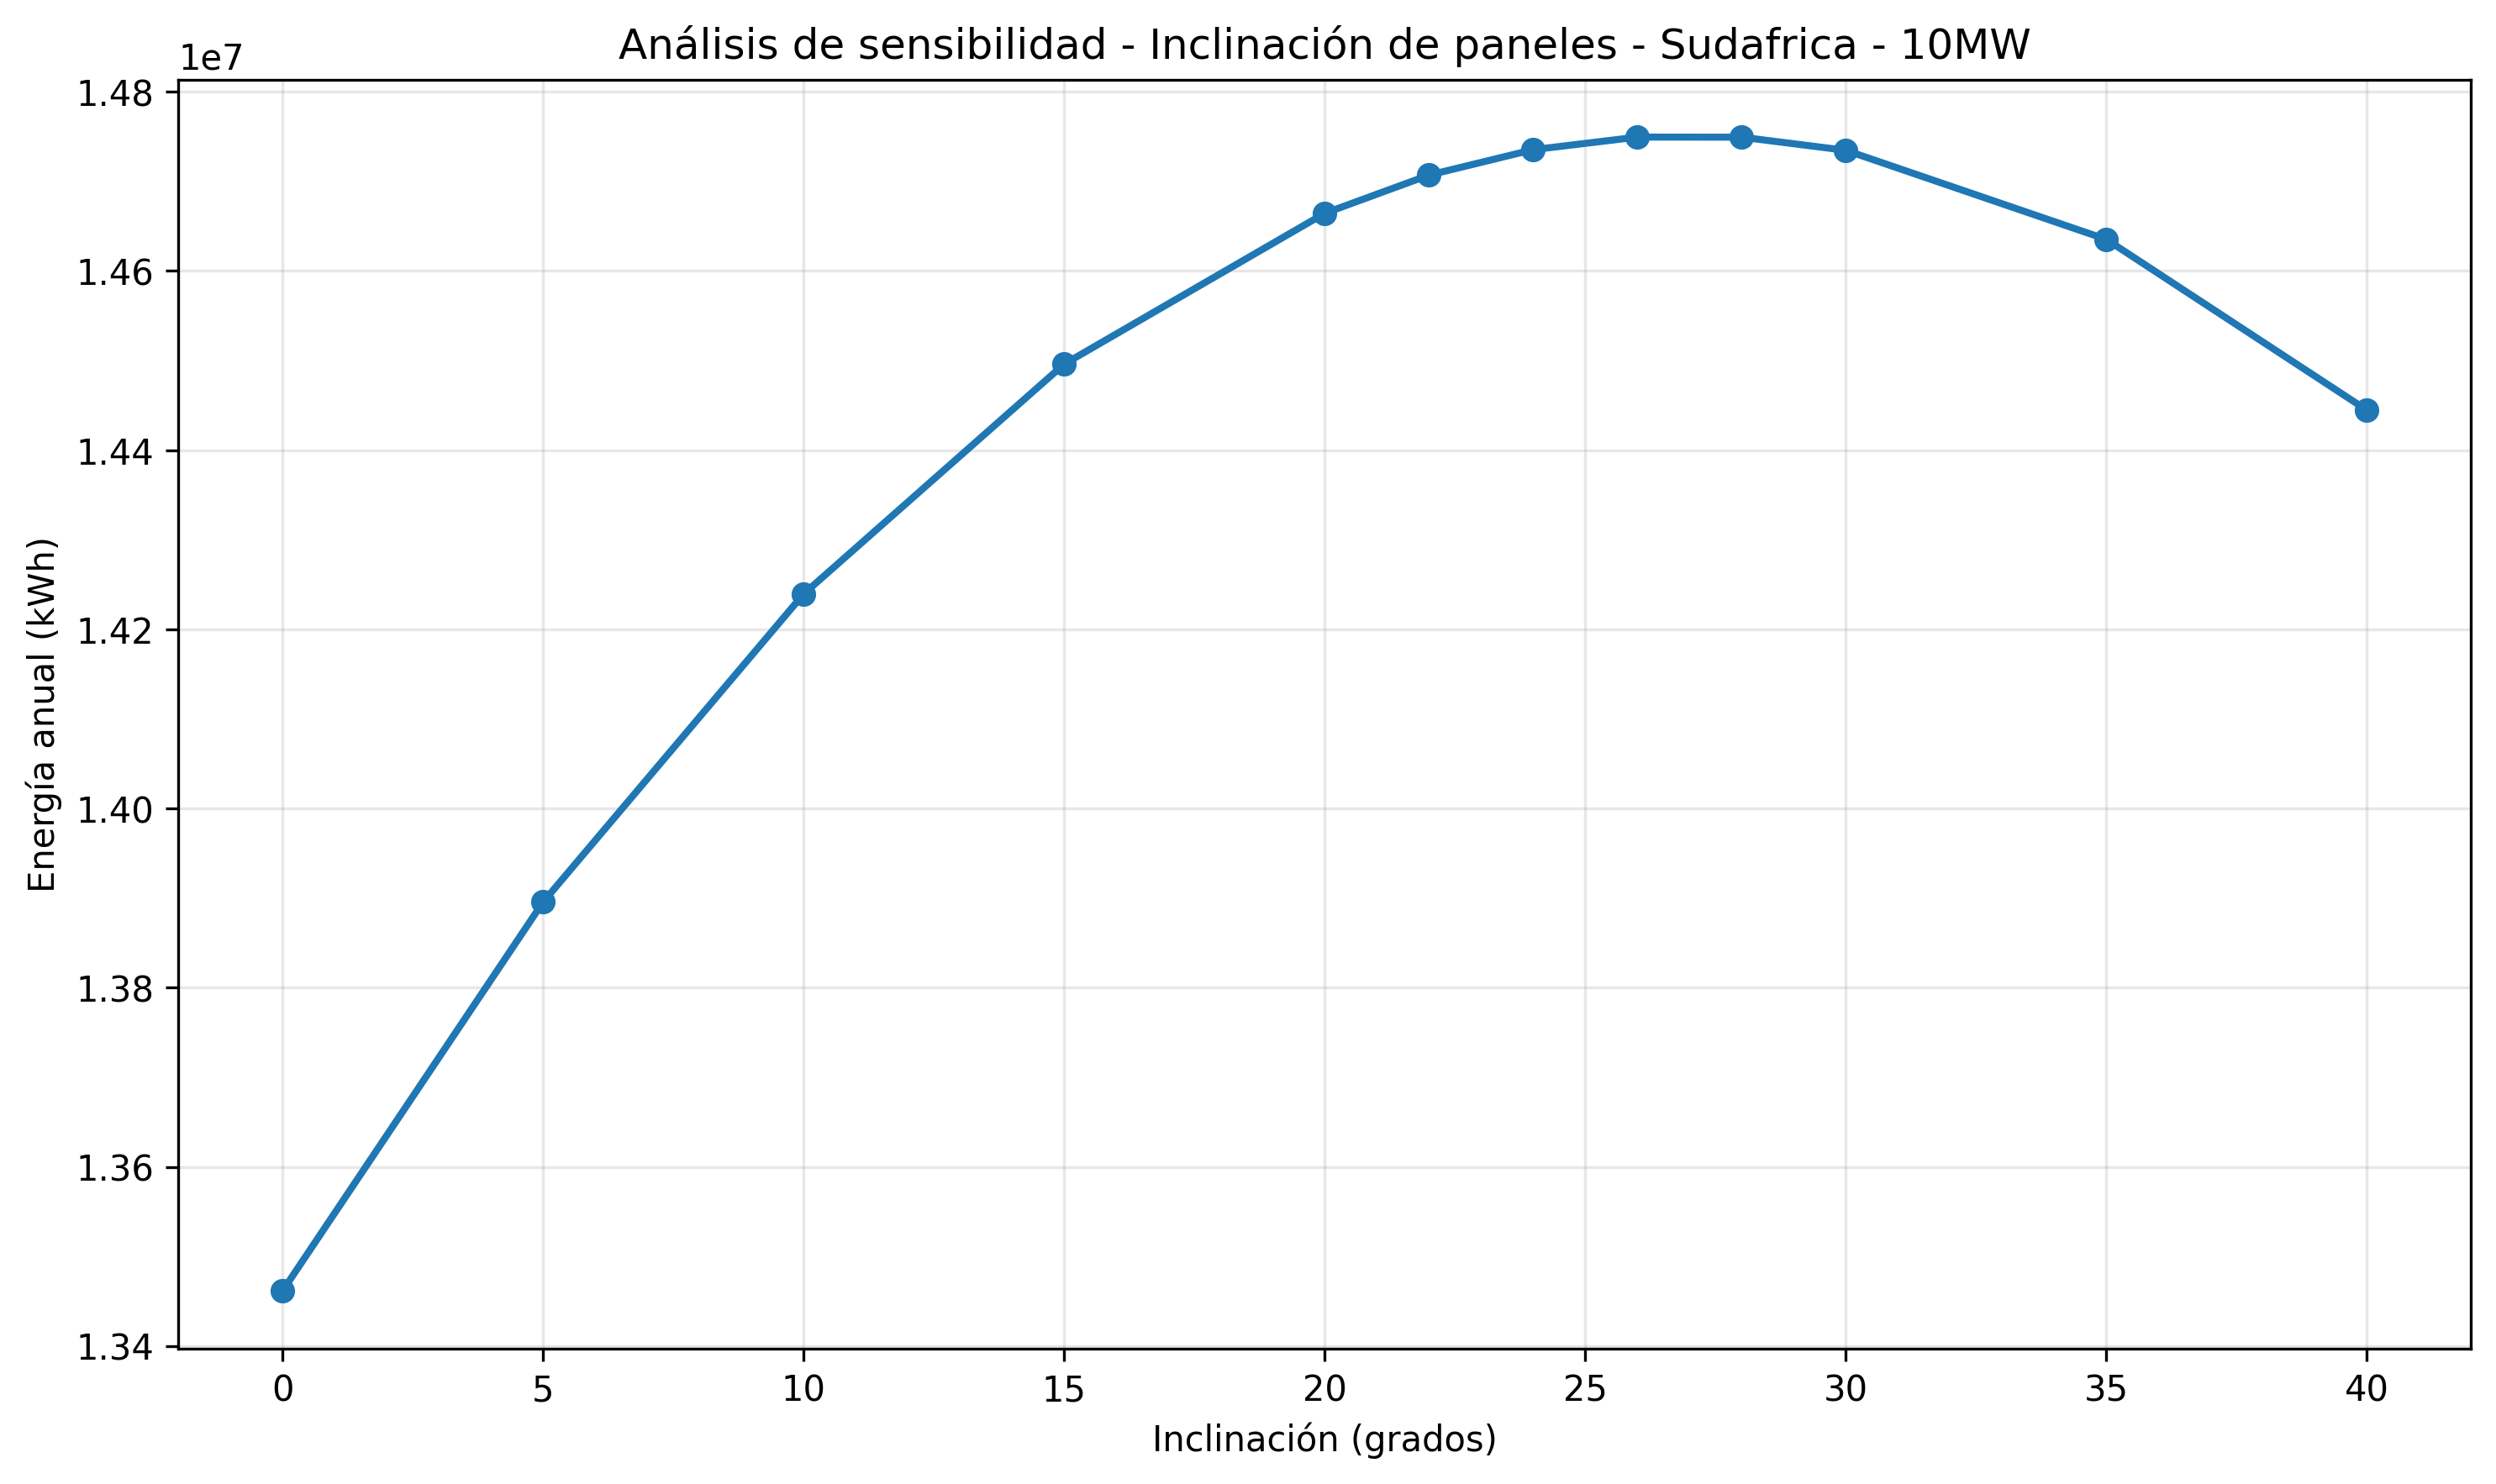 Análisis de sensibilidad - Inclinación de paneles - Sudafrica - 10MW
1e7
1.48
1.46
1.44
1.42
1.40
1.38
1.36
1.34
Energía anual (kWh)
0 5 10 15 20 25 30 35 40
Inclinación (grados)